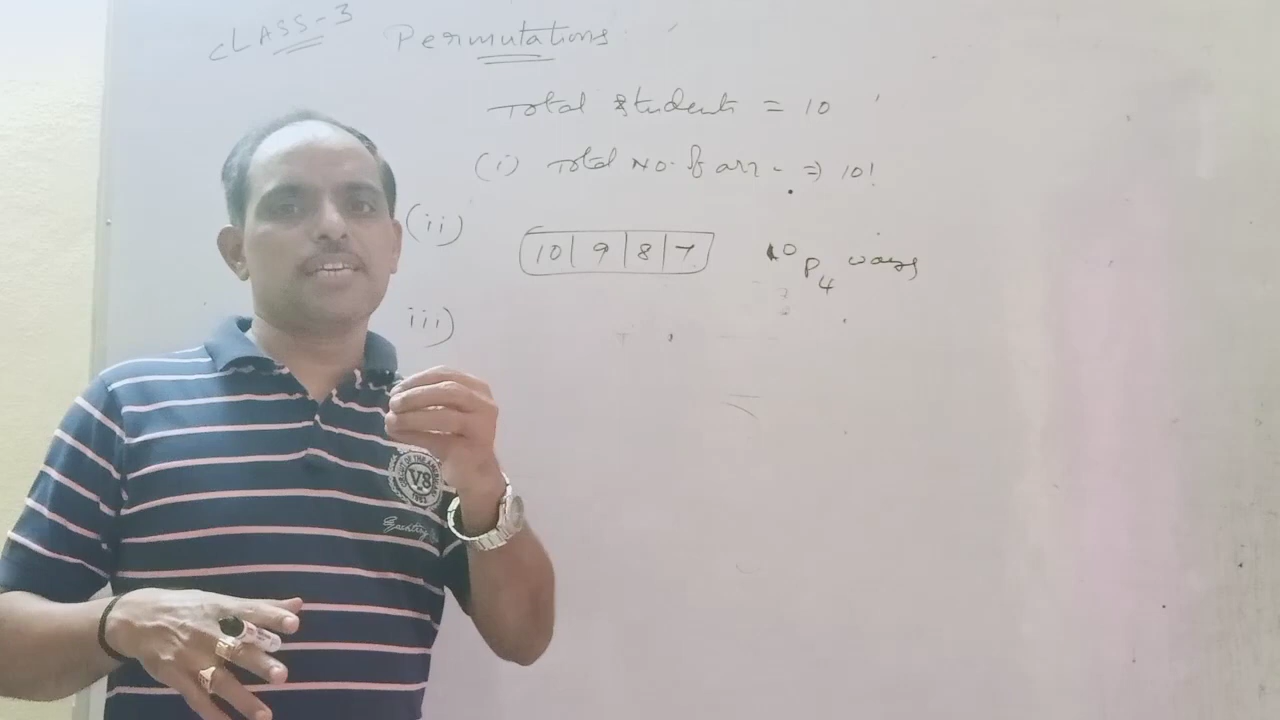 CLASS-3 Permutations
Total students = 10
(i) Total No. of arr. ⇒ 10!
(ii) 10 | 9 | 8 | 7 10P4 ways
iii)
V8